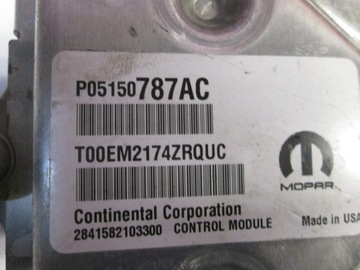 P05150787AC
T00EM2174ZRQUC
MOPAR
Continental Corporation
Made in USA
2841582103300 CONTROL MODULE